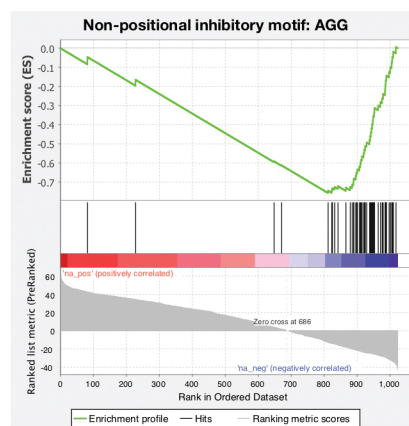 Non-positional inhibitory motif: AGG
Enrichment score (ES)
0.0
-0.1
-0.2
-0.3
-0.4
-0.5
-0.6
-0.7
Ranked list metric (PreRanked)
60
40
20
0
-20
-40
'na_pos' (positively correlated)
Zero cross at 686
'na_neg' (negatively correlated)
0 100 200 300 400 500 600 700 800 900 1,000
Rank in Ordered Dataset
Enrichment profile Hits Ranking metric scores